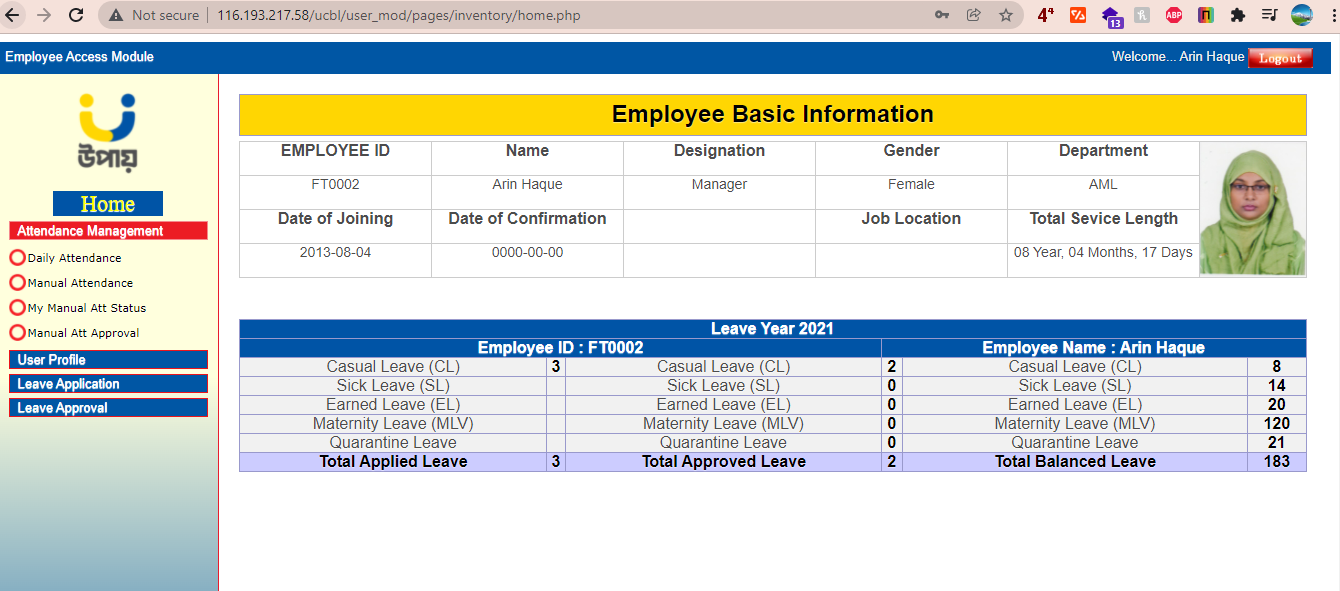 Not secure | 116.193.217.58/ucbl/user_mod/pages/inventory/home.php
4⁴
13
ABP
Employee Access Module
Welcome... Arin Haque Logout
উপায়
Home
Attendance Management
Daily Attendance
Manual Attendance
My Manual Att Status
Manual Att Approval
User Profile
Leave Application
Leave Approval
Employee Basic Information
EMPLOYEE ID Name Designation Gender Department
FT0002 Arin Haque Manager Female AML
Date of Joining Date of Confirmation Job Location Total Sevice Length
2013-08-04 0000-00-00 08 Year, 04 Months, 17 Days
Leave Year 2021
Employee ID : FT0002 Employee Name : Arin Haque
Casual Leave (CL) 3 Casual Leave (CL) 2 Casual Leave (CL) 8
Sick Leave (SL) Sick Leave (SL) 0 Sick Leave (SL) 14
Earned Leave (EL) Earned Leave (EL) 0 Earned Leave (EL) 20
Maternity Leave (MLV) Maternity Leave (MLV) 0 Maternity Leave (MLV) 120
Quarantine Leave Quarantine Leave 0 Quarantine Leave 21
Total Applied Leave 3 Total Approved Leave 2 Total Balanced Leave 183